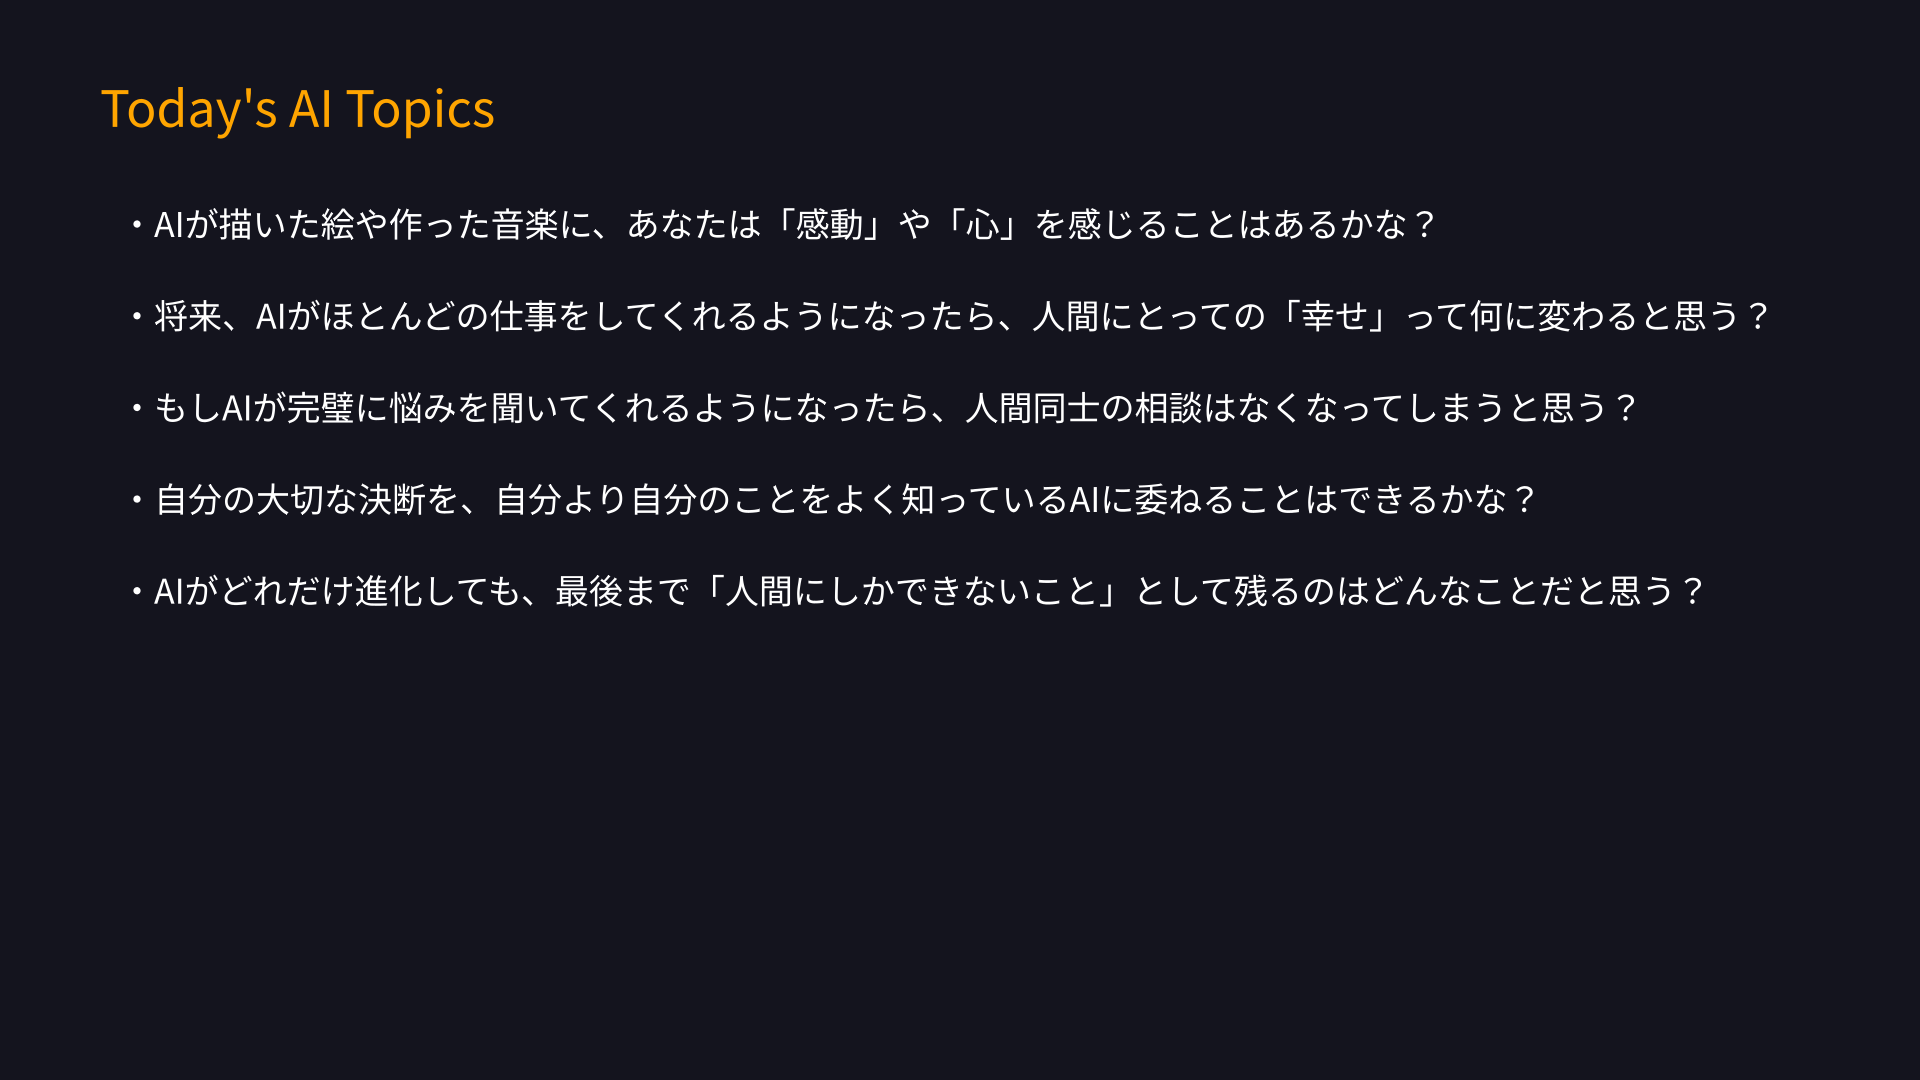 Today's AI Topics
・AIが描いた絵や作った音楽に、あなたは「感動」や「心」を感じることはあるかな？
・将来、AIがほとんどの仕事をしてくれるようになったら、人間にとっての「幸せ」って何に変わると思う？
・もしAIが完璧に悩みを聞いてくれるようになったら、人間同士の相談はなくなってしまうと思う？
・自分の大切な決断を、自分より自分のことをよく知っているAIに委ねることはできるかな？
・AIがどれだけ進化しても、最後まで「人間にしかできないこと」として残るのはどんなことだと思う？